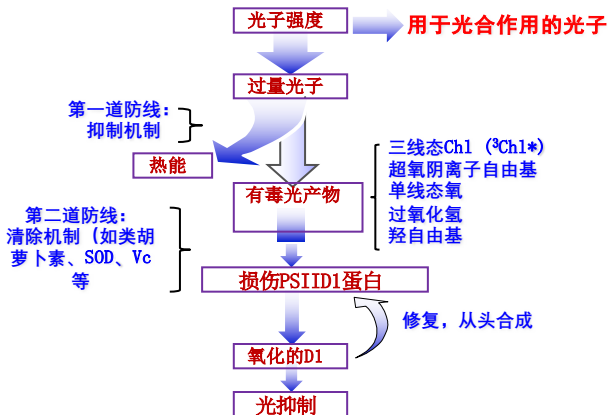 光子强度
用于光合作用的光子
过量光子
第一道防线:
抑制机制
热能
三线态Chl (³Chl*)
超氧阴离子自由基
单线态氧
过氧化氢
羟自由基
有毒光产物
第二道防线:
清除机制 (如类胡
萝卜素、SOD、Vc
等
损伤PSIID1蛋白
修复，从头合成
氧化的D1
光抑制